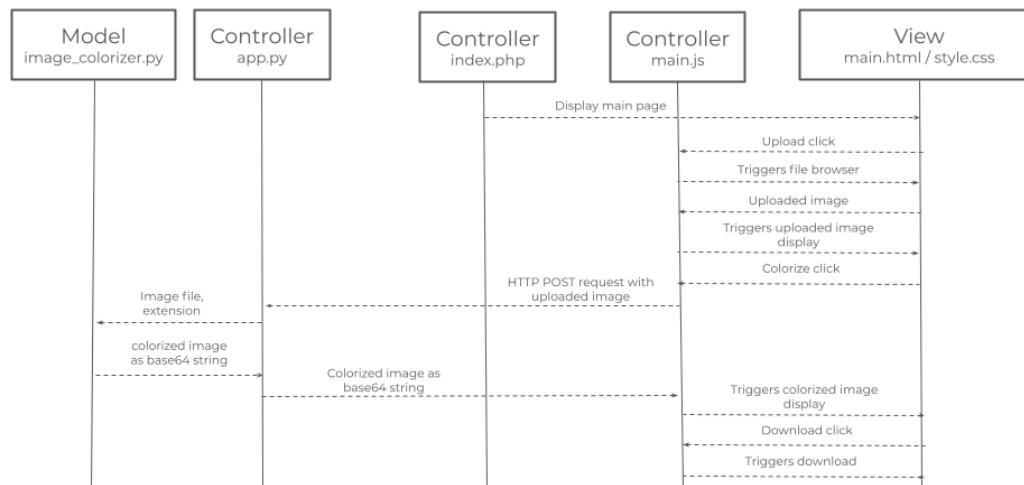 Model
image_colorizer.py
Controller
app.py
Controller
index.php
Controller
main.js
View
main.html / style.css
Display main page
Upload click
Triggers file browser
Uploaded image
Triggers uploaded image
display
Colorize click
HTTP POST request with
uploaded image
Image file,
extension
colorized image
as base64 string
Colorized image as
base64 string
Triggers colorized image
display
Download click
Triggers download